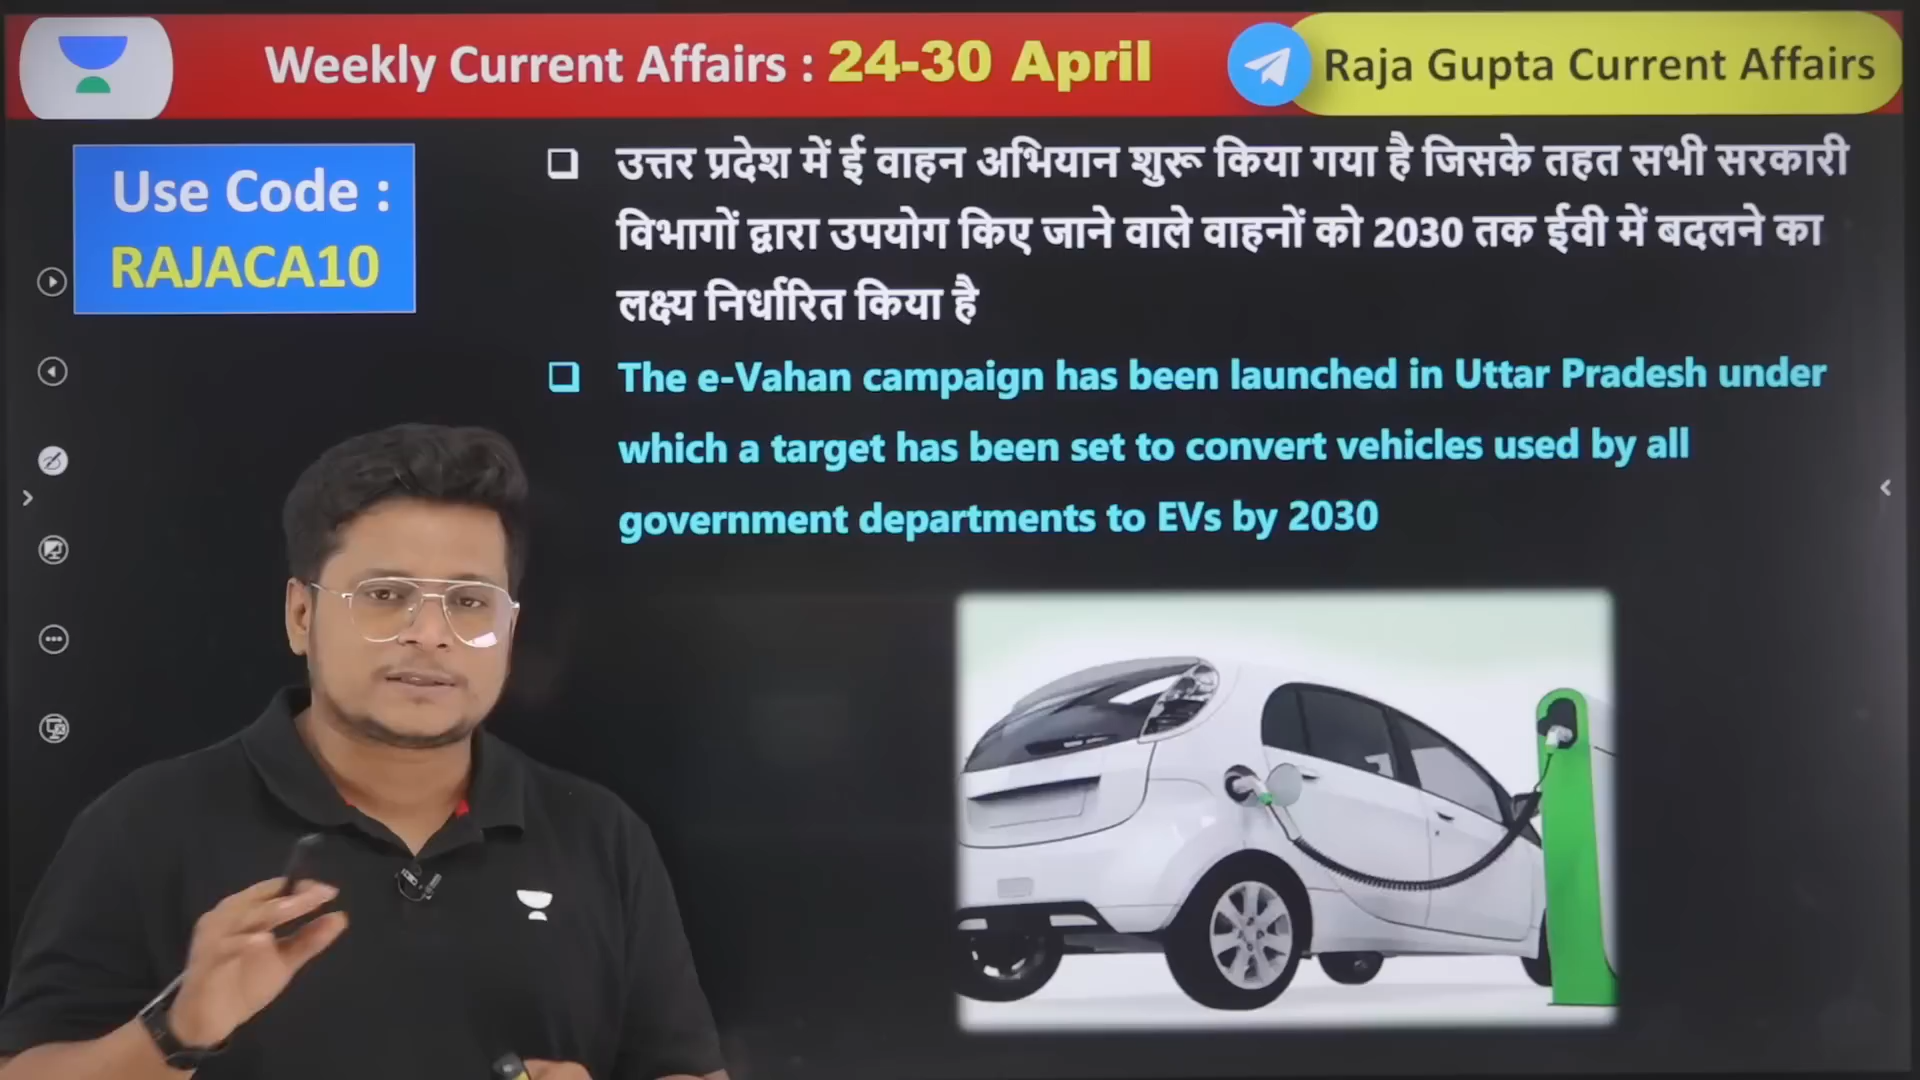 Weekly Current Affairs : 24-30 April
Raja Gupta Current Affairs
Use Code :
RAJACA10
उत्तर प्रदेश में ई वाहन अभियान शुरू किया गया है जिसके तहत सभी सरकारी
विभागों द्वारा उपयोग किए जाने वाले वाहनों को 2030 तक ईवी में बदलने का
लक्ष्य निर्धारित किया है
The e-Vahan campaign has been launched in Uttar Pradesh under
which a target has been set to convert vehicles used by all
government departments to EVs by 2030